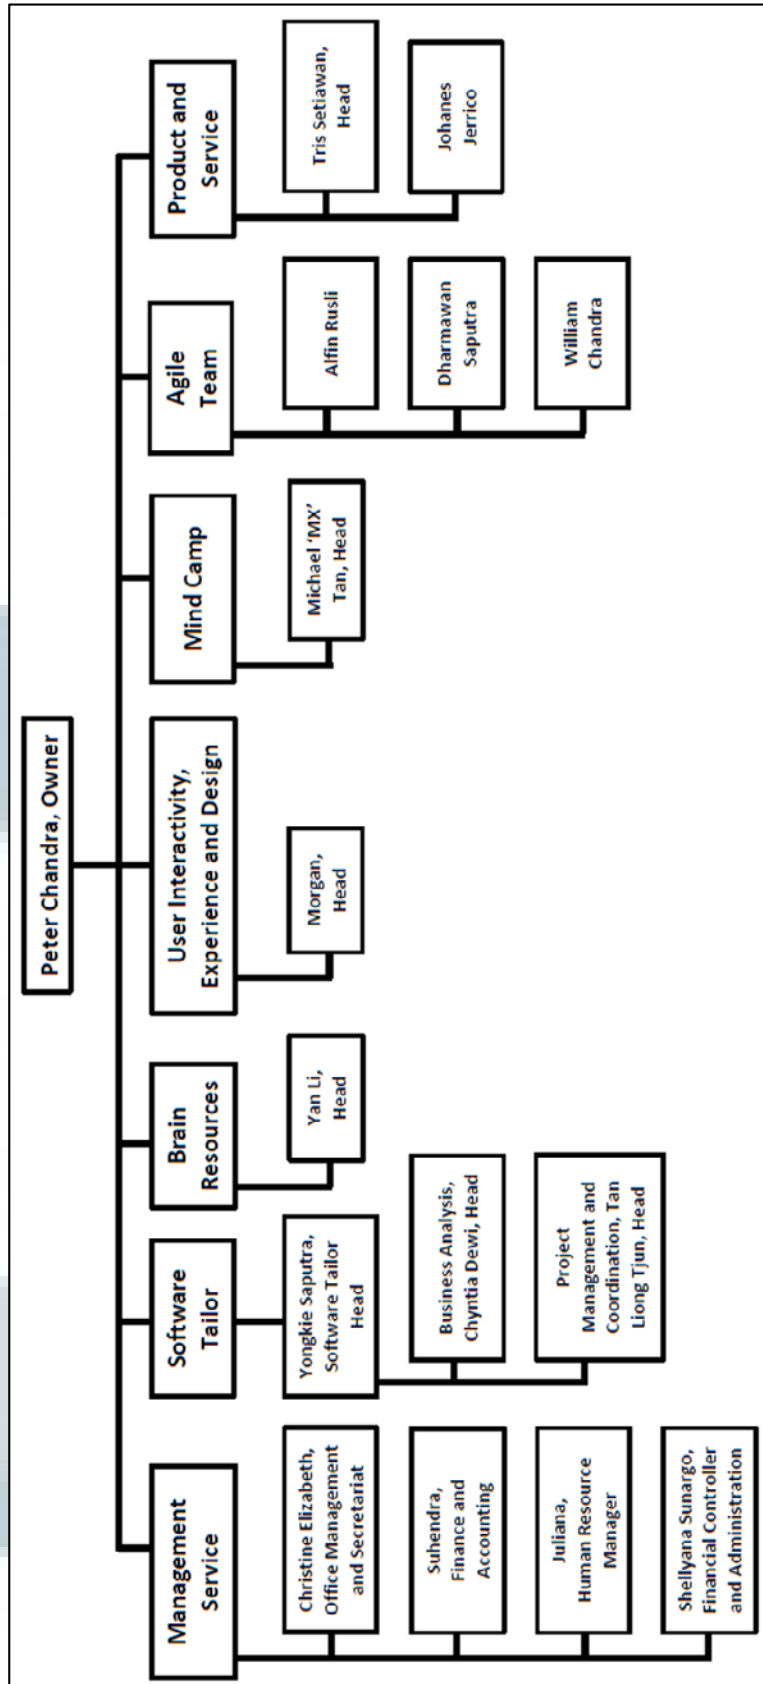 Peter Chandra, Owner
Management
Service
Christine Elizabeth,
Office Management
and Secretariat
Suhendra,
Finance and
Accounting
Juliana,
Human Resource
Manager
Shellyana Sunargo,
Financial Controller
and Administration
Software
Tailor
Yongkie Saputra,
Software Tailor
Head
Business Analysis,
Chyntia Dewi, Head
Project
Management and
Coordination, Tan
Liong Tjun, Head
Brain
Resources
Yan Li,
Head
User Interactivity,
Experience and Design
Morgan,
Head
Mind Camp
Michael ‘MX’
Tan, Head
Agile
Team
Alfin Rusli
Dharmawan
Saputra
William
Chandra
Product and
Service
Tris Setiawan,
Head
Johanes
Jerrico